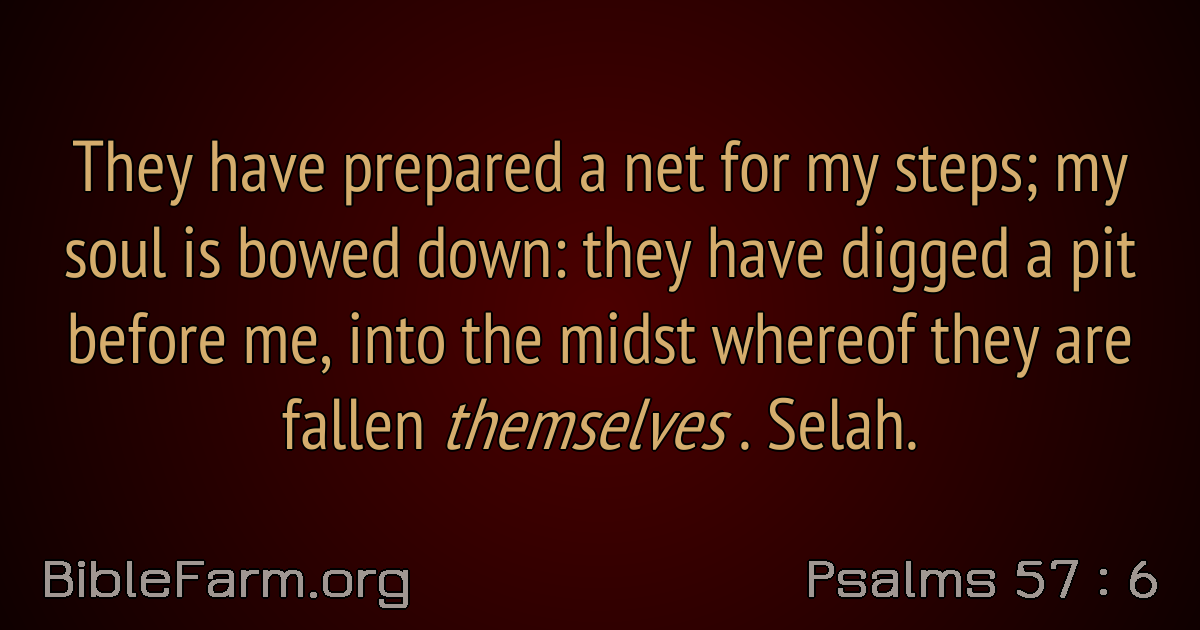 They have prepared a net for my steps; my
soul is bowed down: they have digged a pit
before me, into the midst whereof they are
fallen themselves . Selah.
BibleFarm.org
Psalms 57 : 6